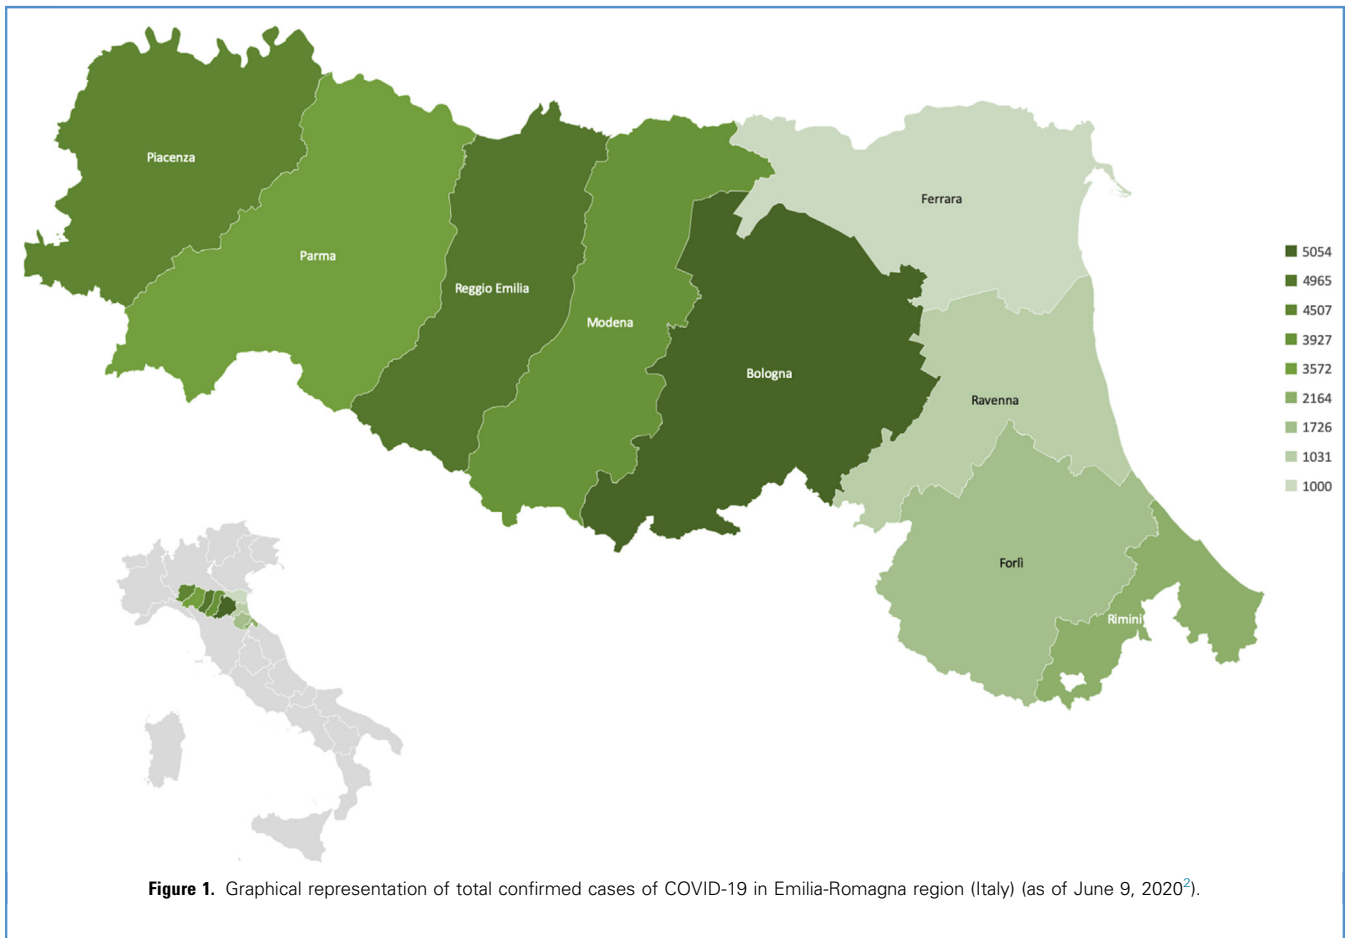 Piacenza
Parma
Reggio Emilia
Modena
Bologna
Ferrara
Ravenna
Forlì
Rimini
5054
4965
4507
3927
3572
2164
1726
1031
1000
Figure 1. Graphical representation of total confirmed cases of COVID-19 in Emilia-Romagna region (Italy) (as of June 9, 2020²).